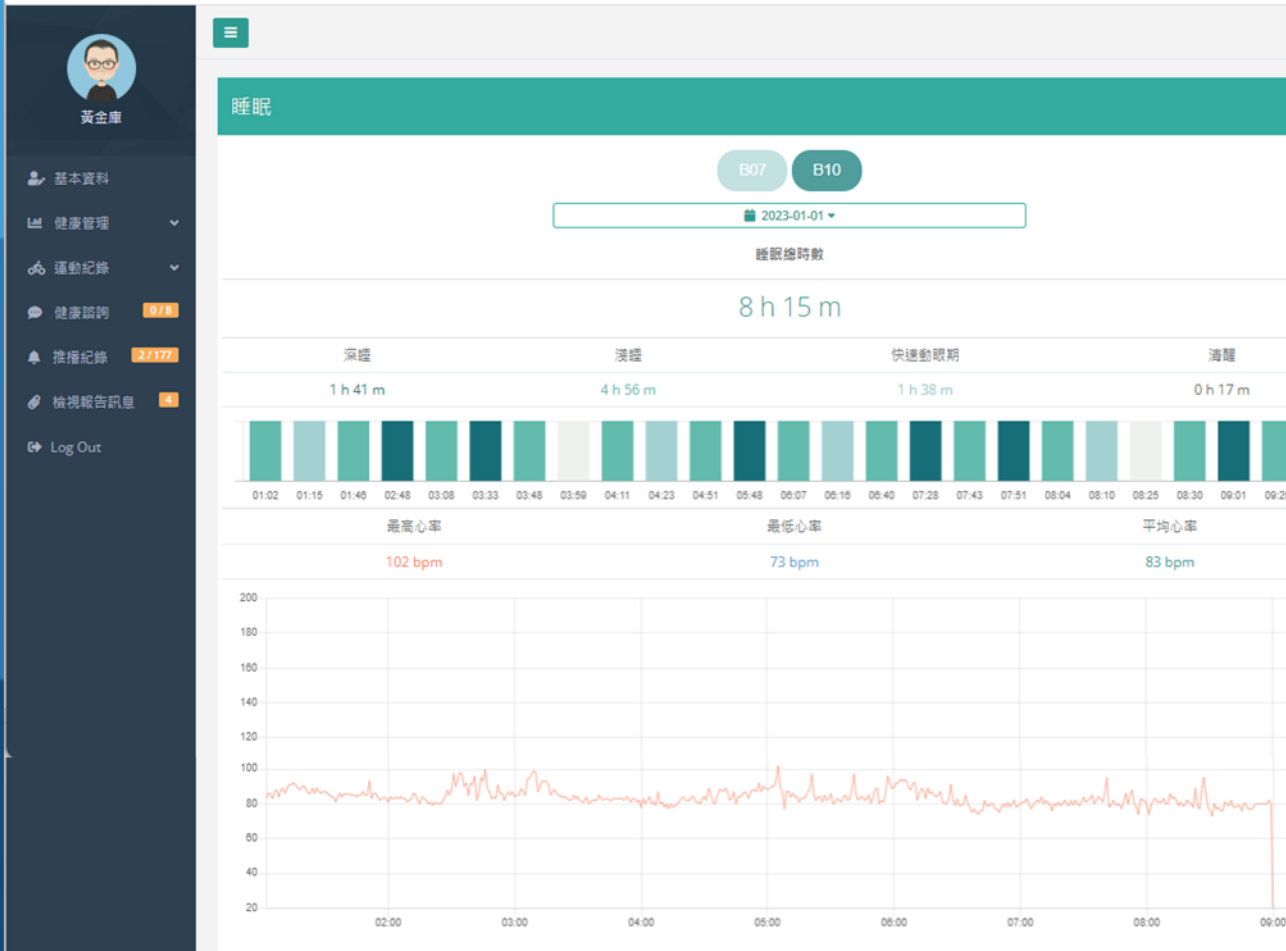 黃金庫
基本資料
健康管理
運動紀錄
健康諮詢 0/8
推播紀錄 2/177
檢視報告訊息 4
Log Out
睡眠
B07 B10
2023-01-01
睡眠總時數
8 h 15 m
深睡 淺睡 快速動眼期 清醒
1 h 41 m 4 h 56 m 1 h 38 m 0 h 17 m
01:02 01:15 01:46 02:48 03:08 03:33 03:48 03:59 04:11 04:23 04:51 05:48 06:07 06:16 06:40 07:28 07:43 07:51 08:04 08:10 08:25 08:30 09:01
最高心率 最低心率 平均心率
102 bpm 73 bpm 83 bpm
200
180
160
140
120
100
80
60
40
20
02:00 03:00 04:00 05:00 06:00 07:00 08:00 09:00